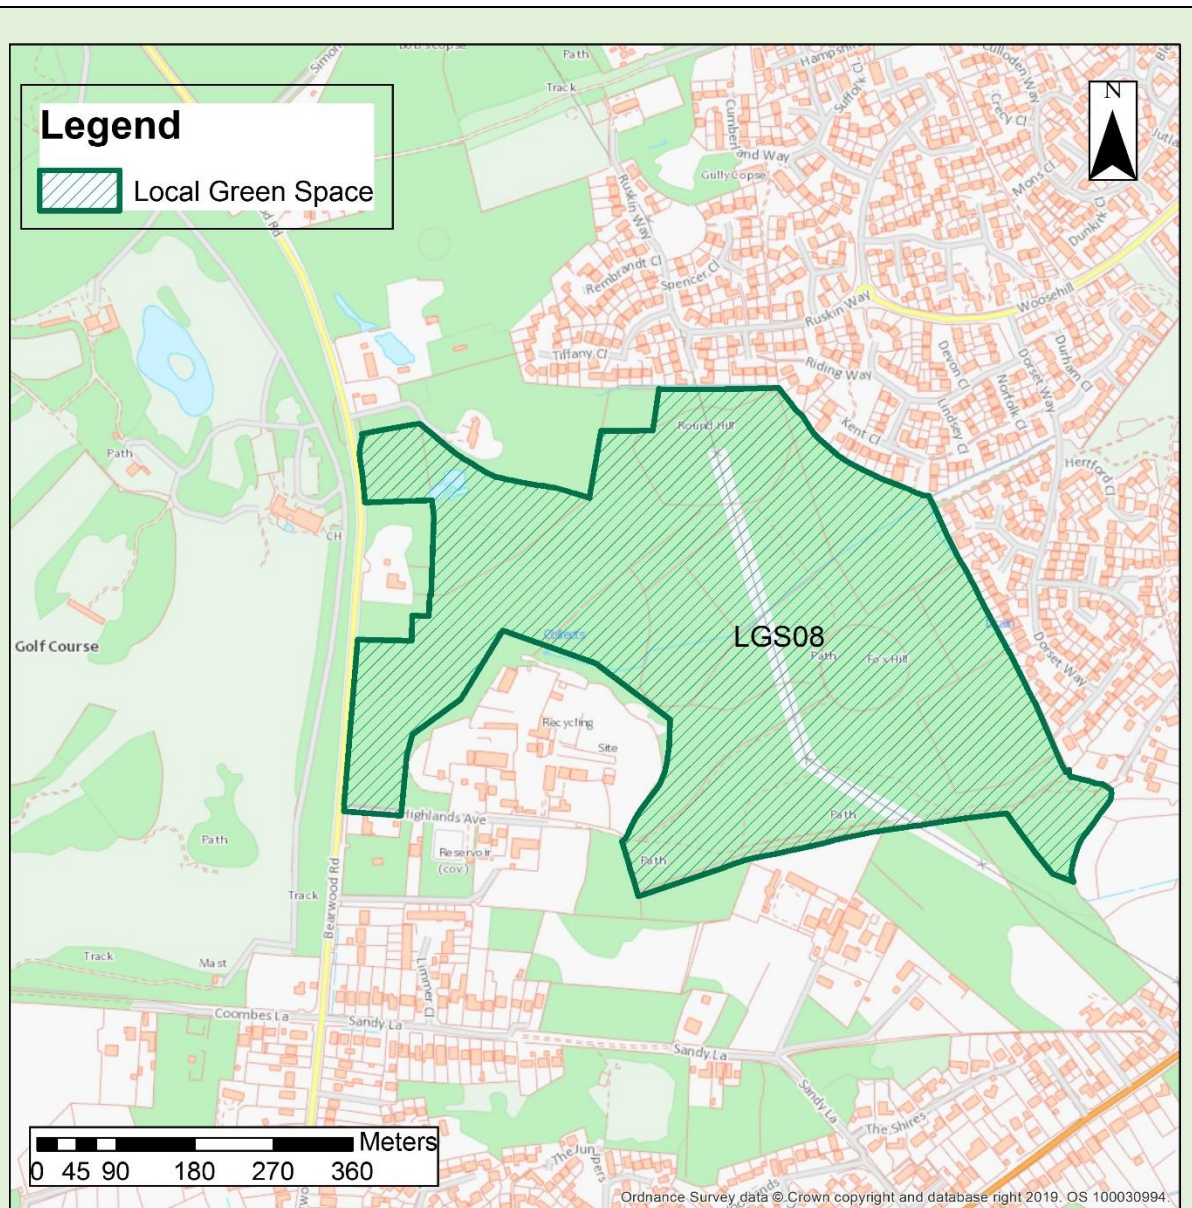 Bob's Copse
Path
Track
Hampshire
Suffolk Cl
Culloden Way
Crecy Cl
Mons Cl
Dunkirk Cl
N
Legend
Local Green Space
Cumberland Way
Gully Copse
Ruskin Way
Rembrandt Cl
Spencer Cl
Ruskin Way
Woosehill
Tiffany Cl
Riding Way
Devon Cl
Norfolk Cl
Dorset Way
Durham Cl
Lindsey Cl
Kent Cl
Round Hill
Hertford Cl
Path
CH
Golf Course
Collects
LGS08
Path
Fox Hill
Drain
Dorset Way
Recycling
Site
Path
Highlands Ave
Reservoir
(cov)
Path
Path
Track
Bearwood Rd
Track
Mast
Limmer Cl
Coombes La
Sandy La
Sandy La
Sandy La
The Shires
The Junipers
Meters
0 45 90 180 270 360
Ordnance Survey data © Crown copyright and database right 2019. OS 100030994.